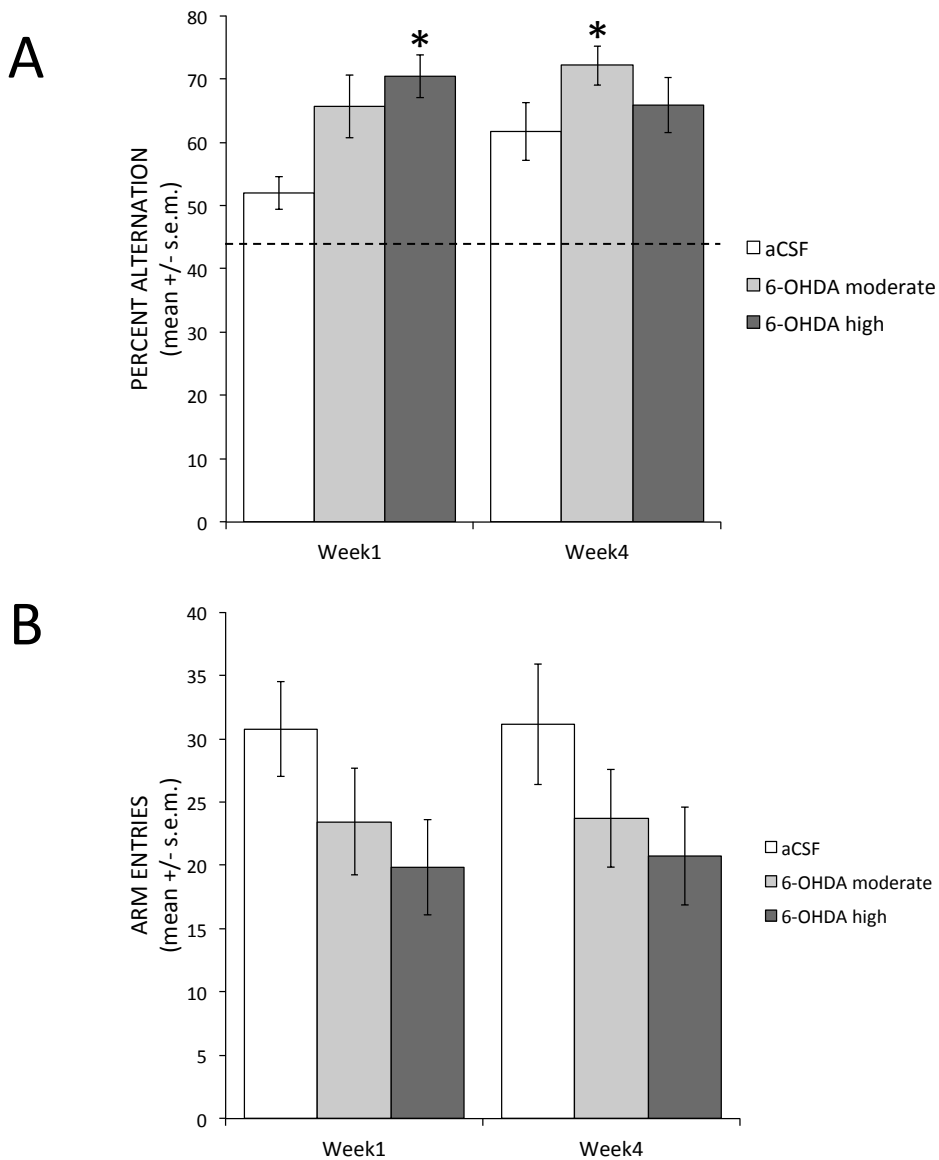 A
PERCENT ALTERNATION
(mean +/- s.e.m.)
80
70
60
50
40
30
20
10
0
*
*
Week1
Week4
aCSF
6-OHDA moderate
6-OHDA high
B
ARM ENTRIES
(mean +/- s.e.m.)
40
35
30
25
20
15
10
5
0
Week1
Week4
aCSF
6-OHDA moderate
6-OHDA high